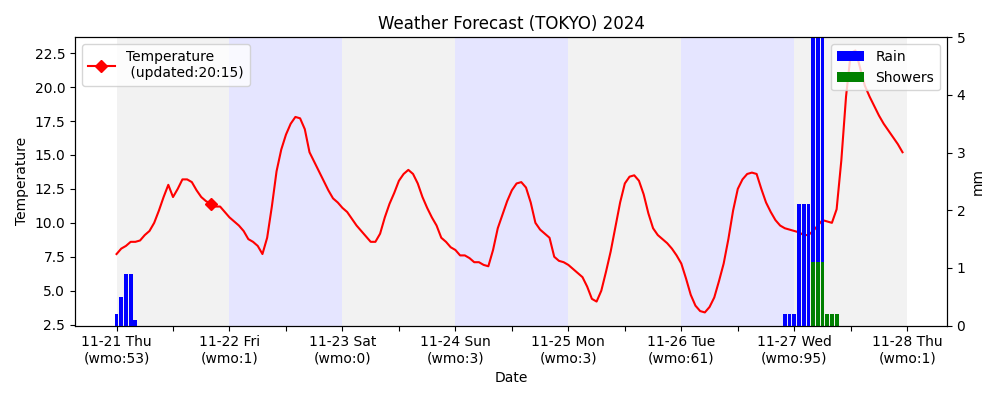 Weather Forecast (TOKYO) 2024
Temperature
(updated:20:15)
Rain
Showers
Temperature
22.5
20.0
17.5
15.0
12.5
10.0
7.5
5.0
2.5
5
4
3
2
1
0
mm
11-21 Thu
(wmo:53)
11-22 Fri
(wmo:1)
11-23 Sat
(wmo:0)
11-24 Sun
(wmo:3)
11-25 Mon
(wmo:3)
11-26 Tue
(wmo:61)
11-27 Wed
(wmo:95)
11-28 Thu
(wmo:1)
Date